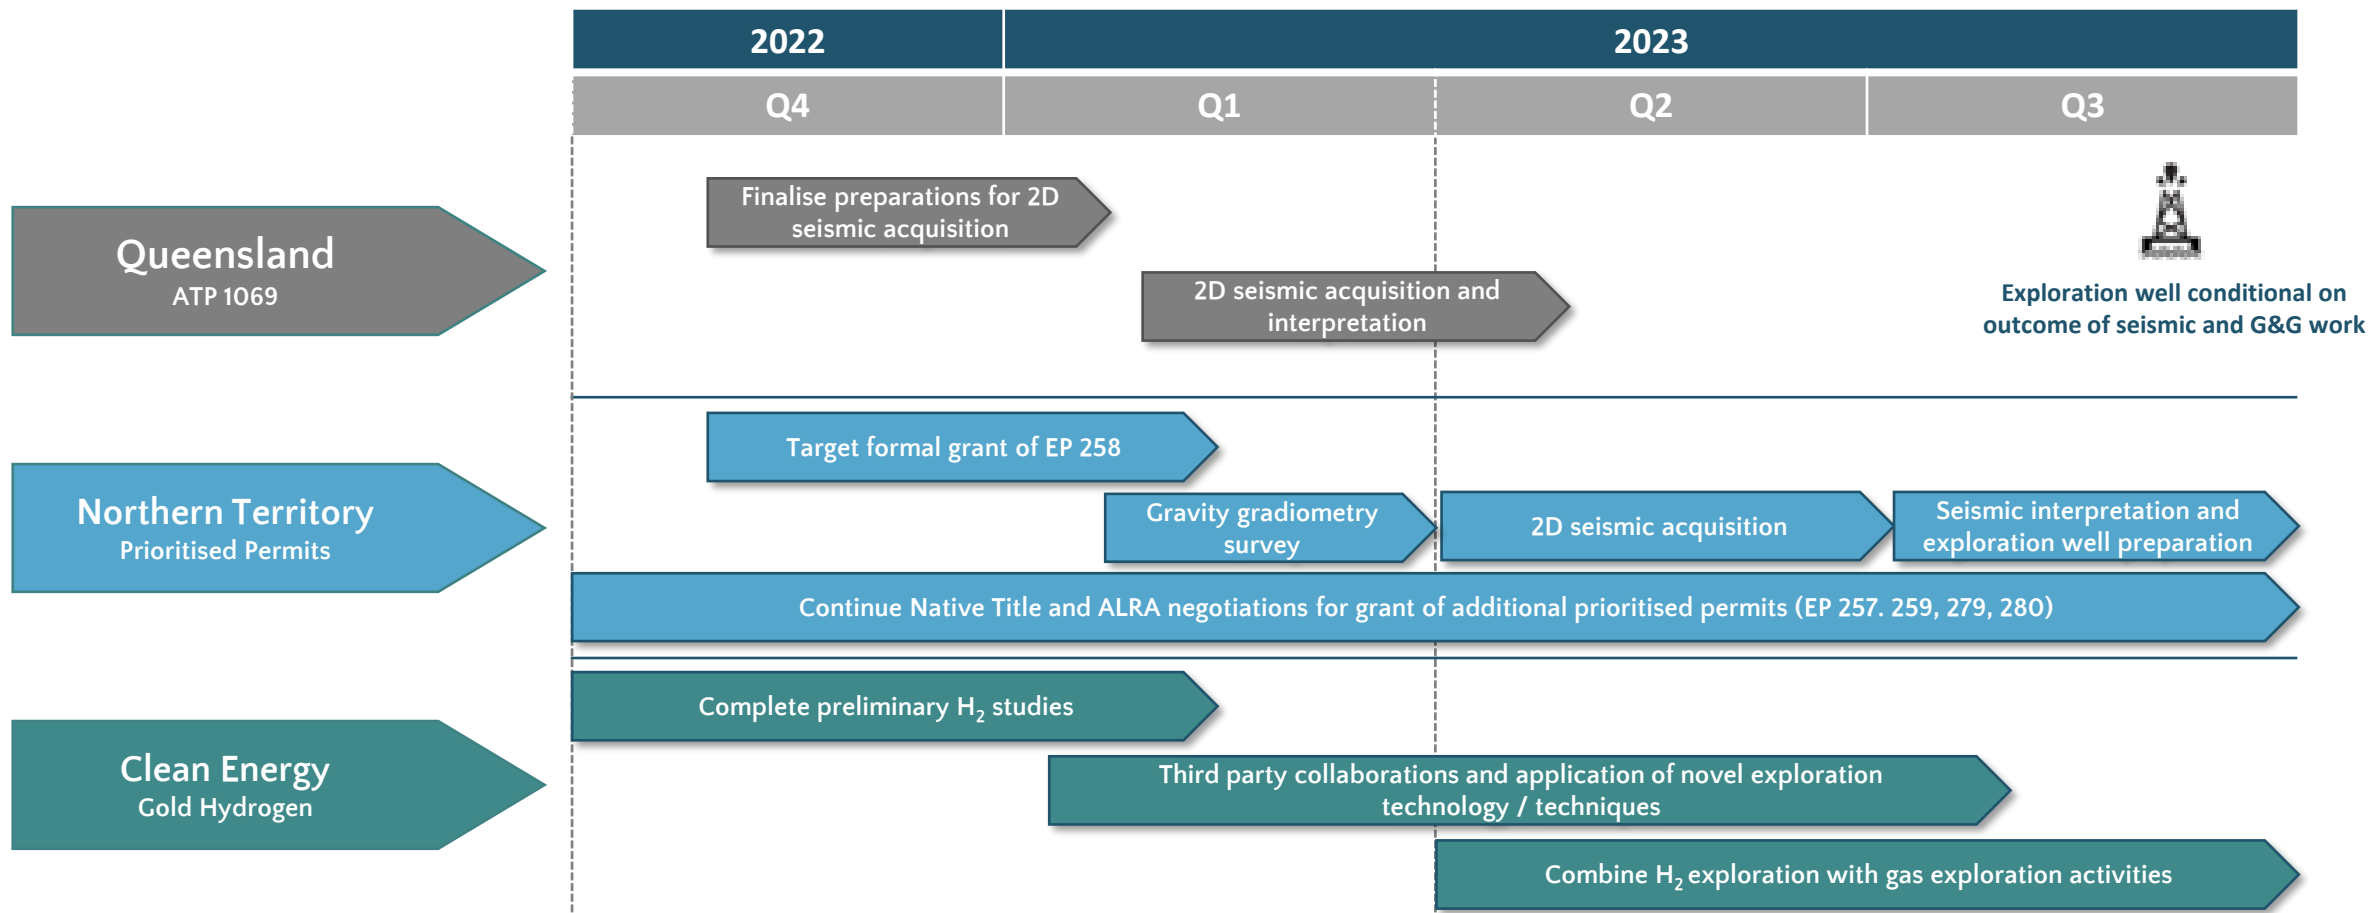 2022
2023
Q4
Q1
Q2
Q3
Queensland
ATP 1069
Finalise preparations for 2D
seismic acquisition
2D seismic acquisition and
interpretation
Exploration well conditional on
outcome of seismic and G&G work
Northern Territory
Prioritised Permits
Target formal grant of EP 258
Gravity gradiometry
survey
2D seismic acquisition
Seismic interpretation and
exploration well preparation
Continue Native Title and ALRA negotiations for grant of additional prioritised permits (EP 257. 259, 279, 280)
Clean Energy
Gold Hydrogen
Complete preliminary H₂ studies
Third party collaborations and application of novel exploration
technology / techniques
Combine H₂ exploration with gas exploration activities